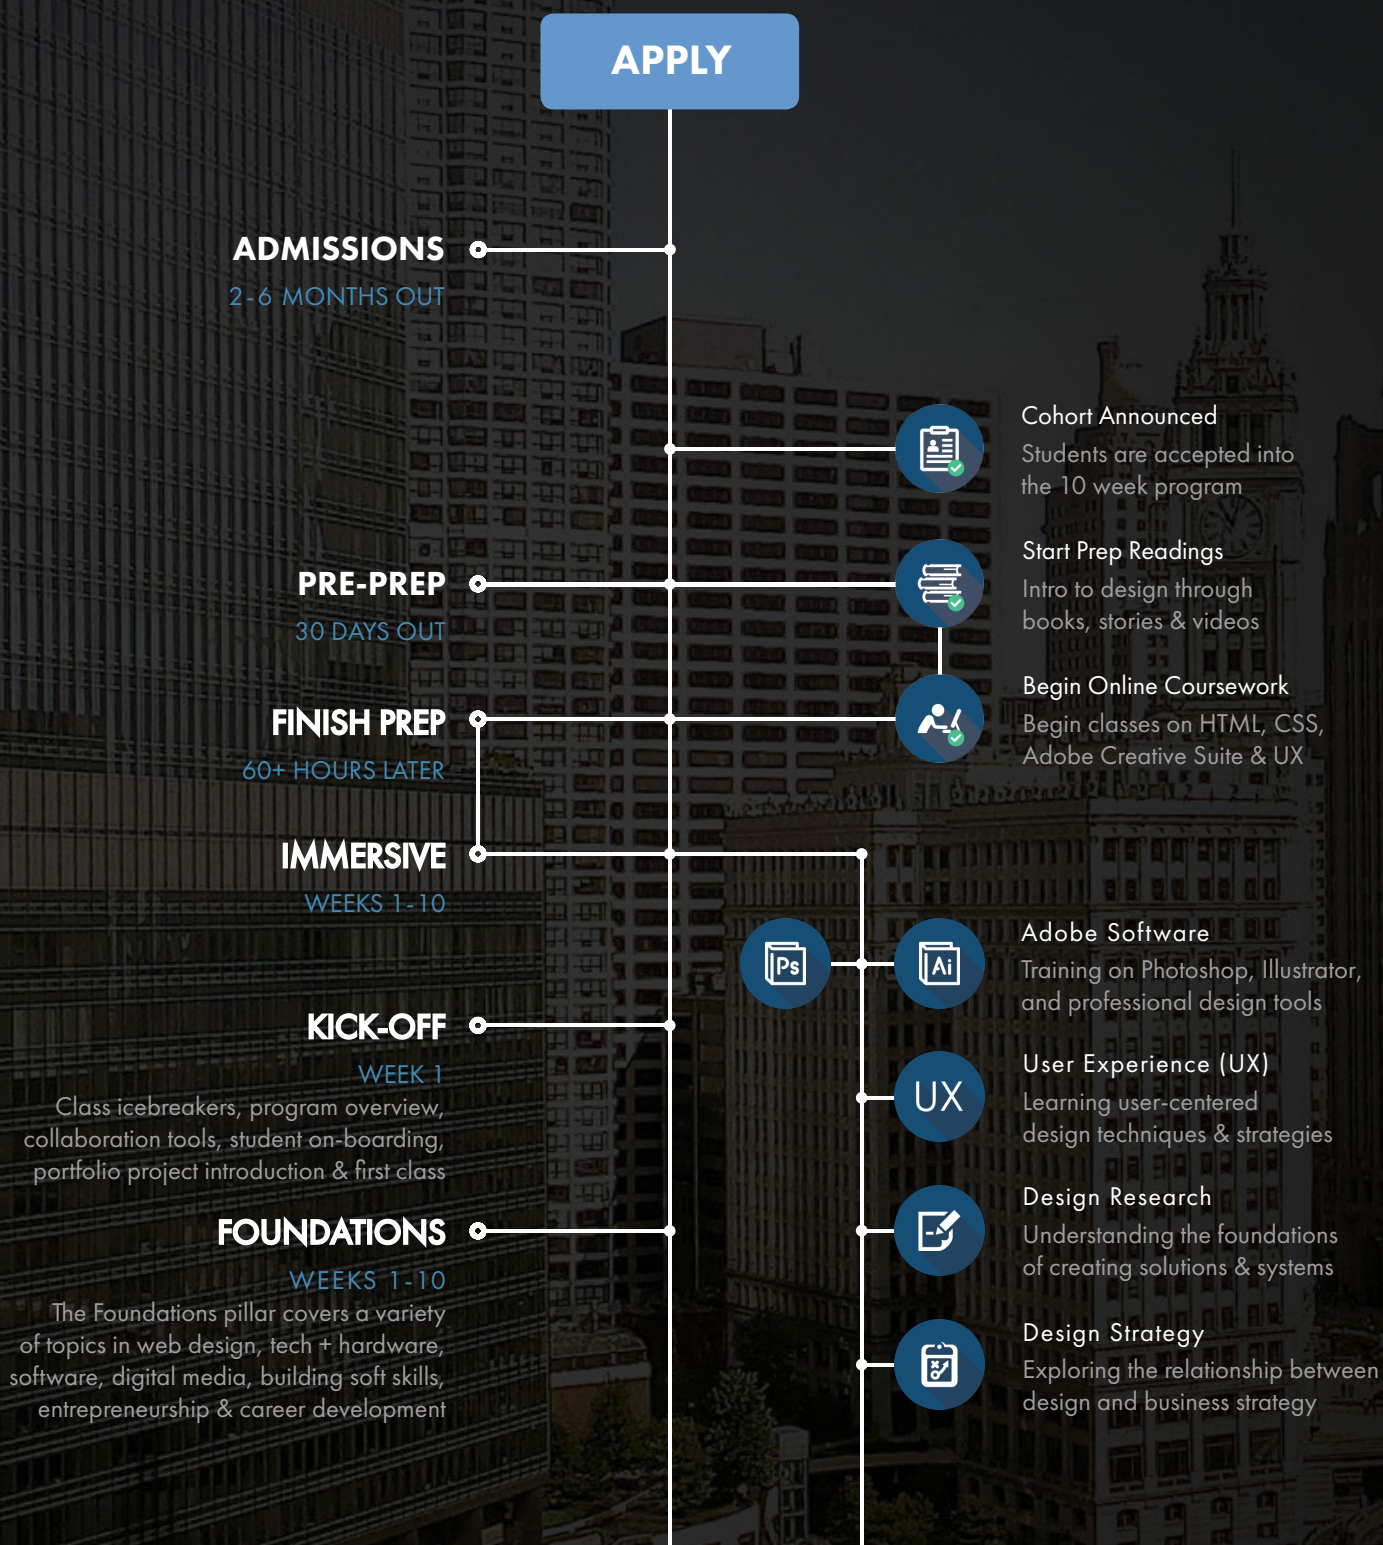 APPLY
ADMISSIONS
2-6 MONTHS OUT
Cohort Announced
Students are accepted into
the 10 week program
PRE-PREP
30 DAYS OUT
Start Prep Readings
Intro to design through
books, stories & videos
FINISH PREP
60+ HOURS LATER
Begin Online Coursework
Begin classes on HTML, CSS,
Adobe Creative Suite & UX
IMMERSIVE
WEEKS 1-10
Ps
Ai
Adobe Software
Training on Photoshop, Illustrator,
and professional design tools
KICK-OFF
WEEK 1
Class icebreakers, program overview,
collaboration tools, student on-boarding,
portfolio project introduction & first class
UX
User Experience (UX)
Learning user-centered
design techniques & strategies
FOUNDATIONS
WEEKS 1-10
The Foundations pillar covers a variety
of topics in web design, tech + hardware,
software, digital media, building soft skills,
entrepreneurship & career development
Design Research
Understanding the foundations
of creating solutions & systems
Design Strategy
Exploring the relationship between
design and business strategy